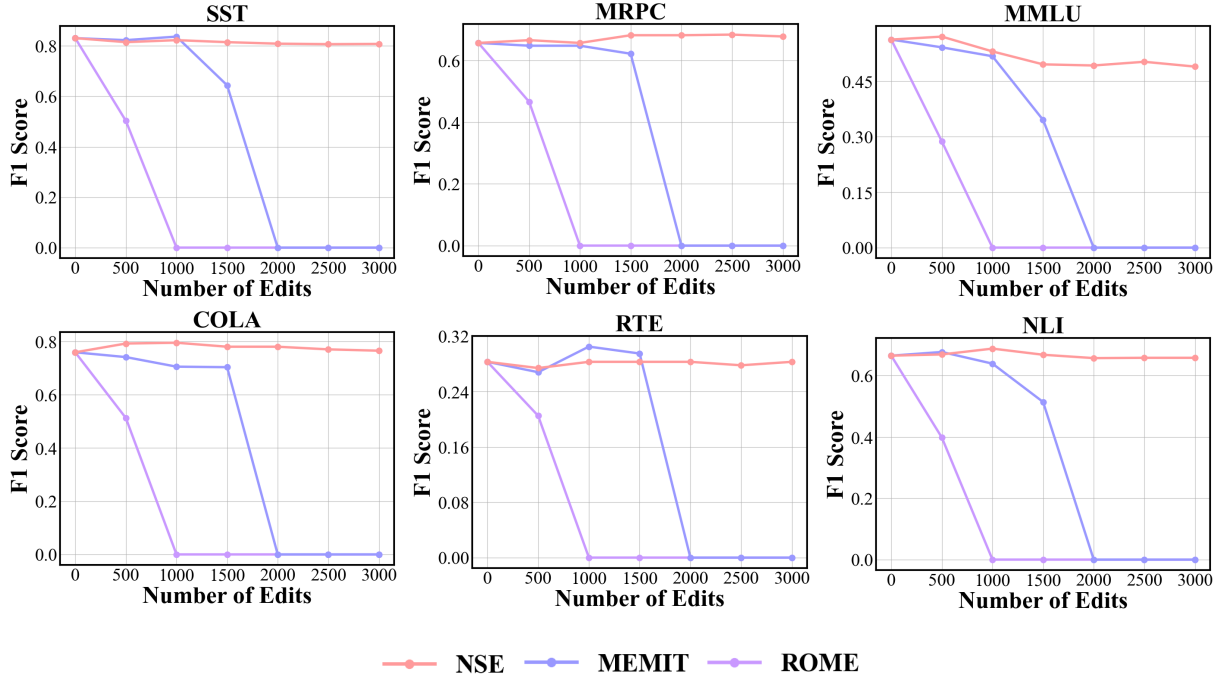 SST
F1 Score
0.8
0.6
0.4
0.2
0.0
0 500 1000 1500 2000 2500 3000
Number of Edits
MRPC
F1 Score
0.6
0.4
0.2
0.0
0 500 1000 1500 2000 2500 3000
Number of Edits
MMLU
F1 Score
0.45
0.30
0.15
0.00
0 500 1000 1500 2000 2500 3000
Number of Edits
COLA
F1 Score
0.8
0.6
0.4
0.2
0.0
0 500 1000 1500 2000 2500 3000
Number of Edits
RTE
F1 Score
0.32
0.24
0.16
0.08
0.00
0 500 1000 1500 2000 2500 3000
Number of Edits
NLI
F1 Score
0.6
0.4
0.2
0.0
0 500 1000 1500 2000 2500 3000
Number of Edits
NSE MEMIT ROME